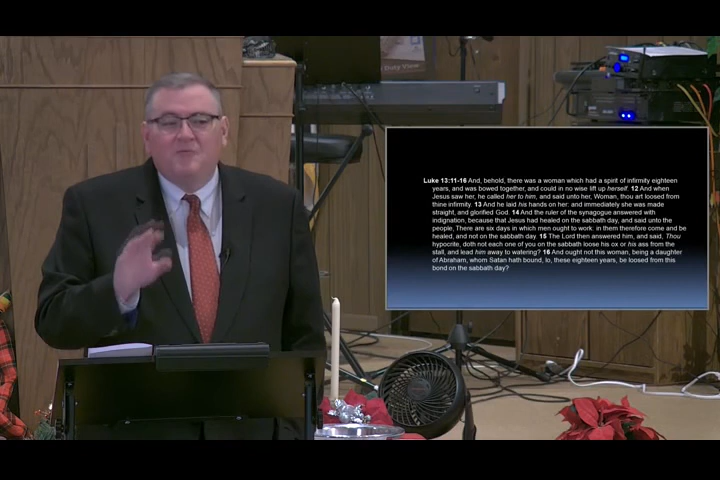 Duty View
Luke 13:11-16 And, behold, there was a woman which had a spirit of infirmity eighteen
years, and was bowed together, and could in no wise lift up herself. 12 And when
Jesus saw her, he called her to him, and said unto her, Woman, thou art loosed from
thine infirmity. 13 And he laid his hands on her: and immediately she was made
straight, and glorified God. 14 And the ruler of the synagogue answered with
indignation, because that Jesus had healed on the sabbath day, and said unto the
people, There are six days in which men ought to work: in them therefore come and be
healed, and not on the sabbath day. 15 The Lord then answered him, and said, Thou
hypocrite, doth not each one of you on the sabbath loose his ox or his ass from the
stall, and lead him away to watering? 16 And ought not this woman, being a daughter
of Abraham, whom Satan hath bound, lo, these eighteen years, be loosed from this
bond on the sabbath day?